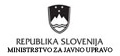 REPUBLIKA SLOVENIJA
MINISTRSTVO ZA JAVNO UPRAVO